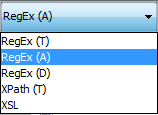 RegEx (A)
RegEx (T)
RegEx (A)
RegEx (D)
XPath (T)
XSL